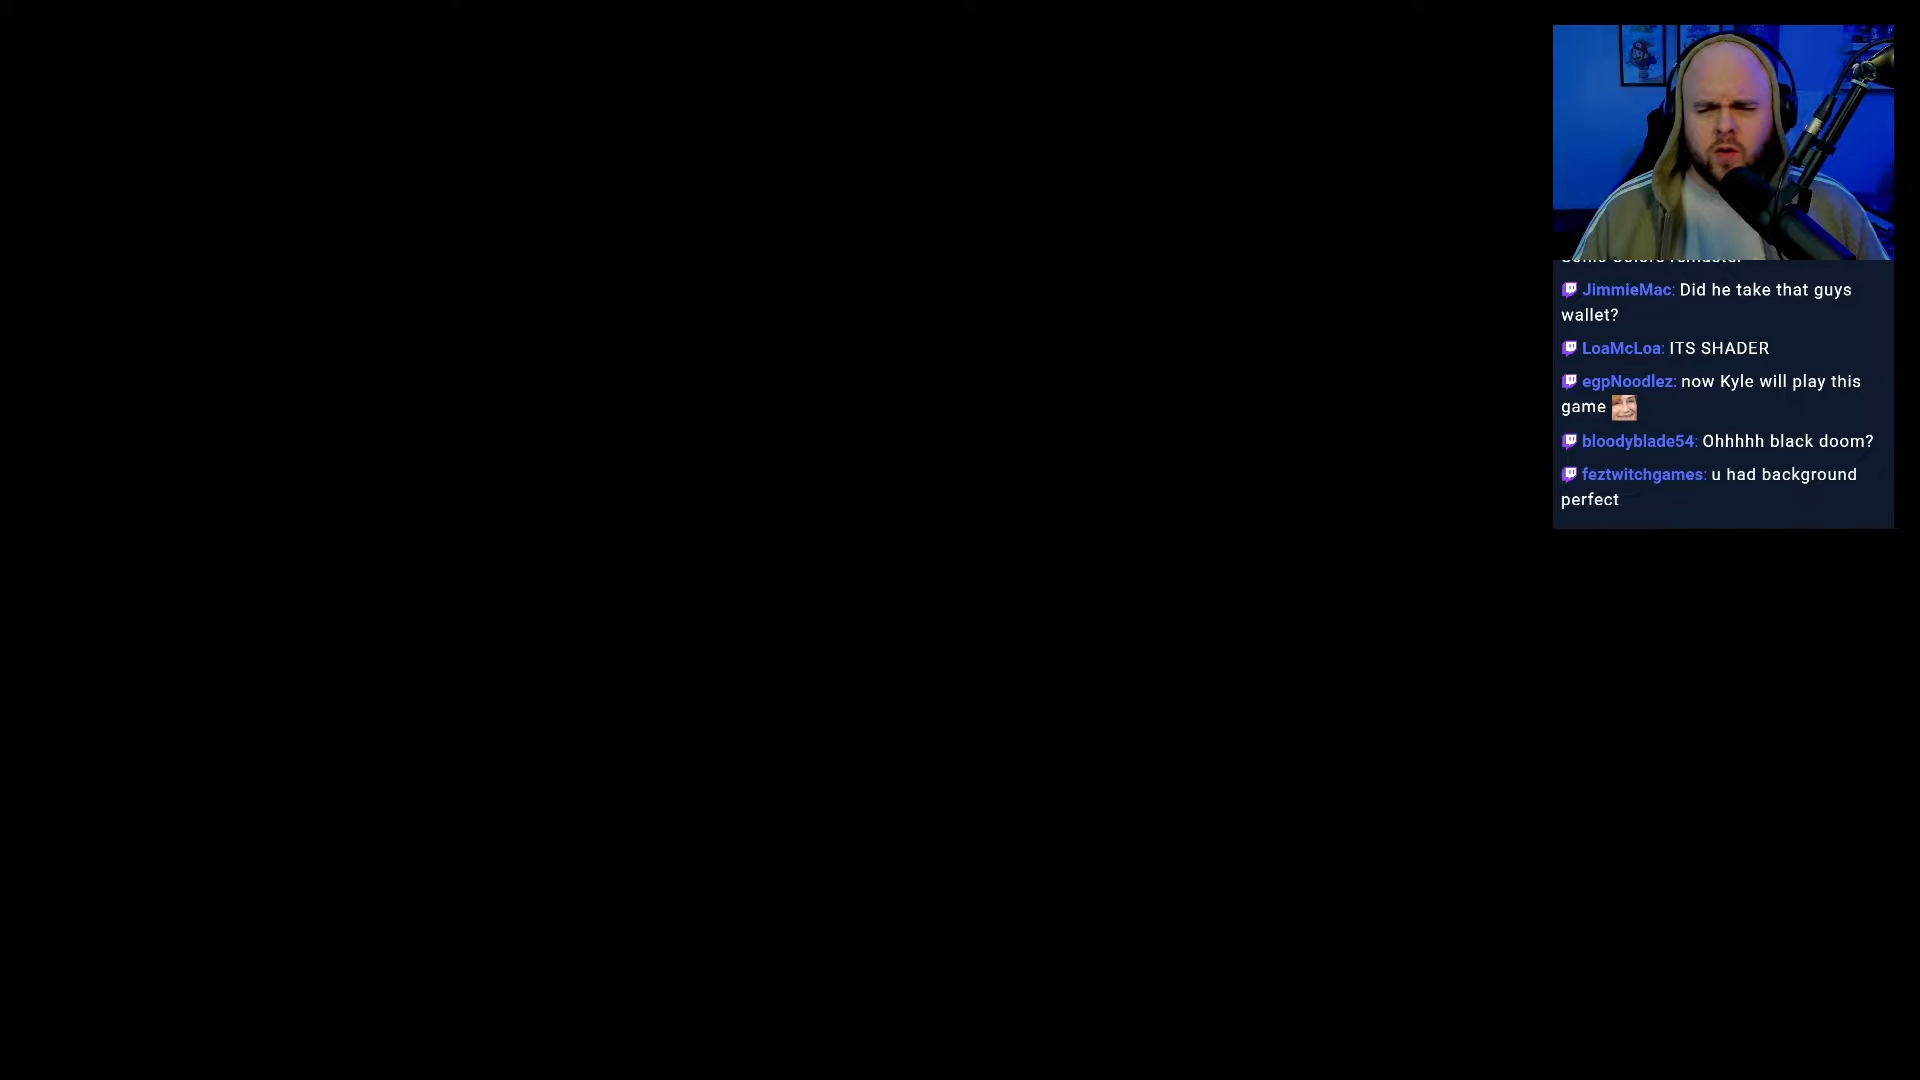 JimmieMac: Did he take that guys
wallet?
LoaMcLoa: ITS SHADER
egpNoodlez: now Kyle will play this
game
bloodyblade54: Ohhhhh black doom?
feztwitchgames: u had background
perfect